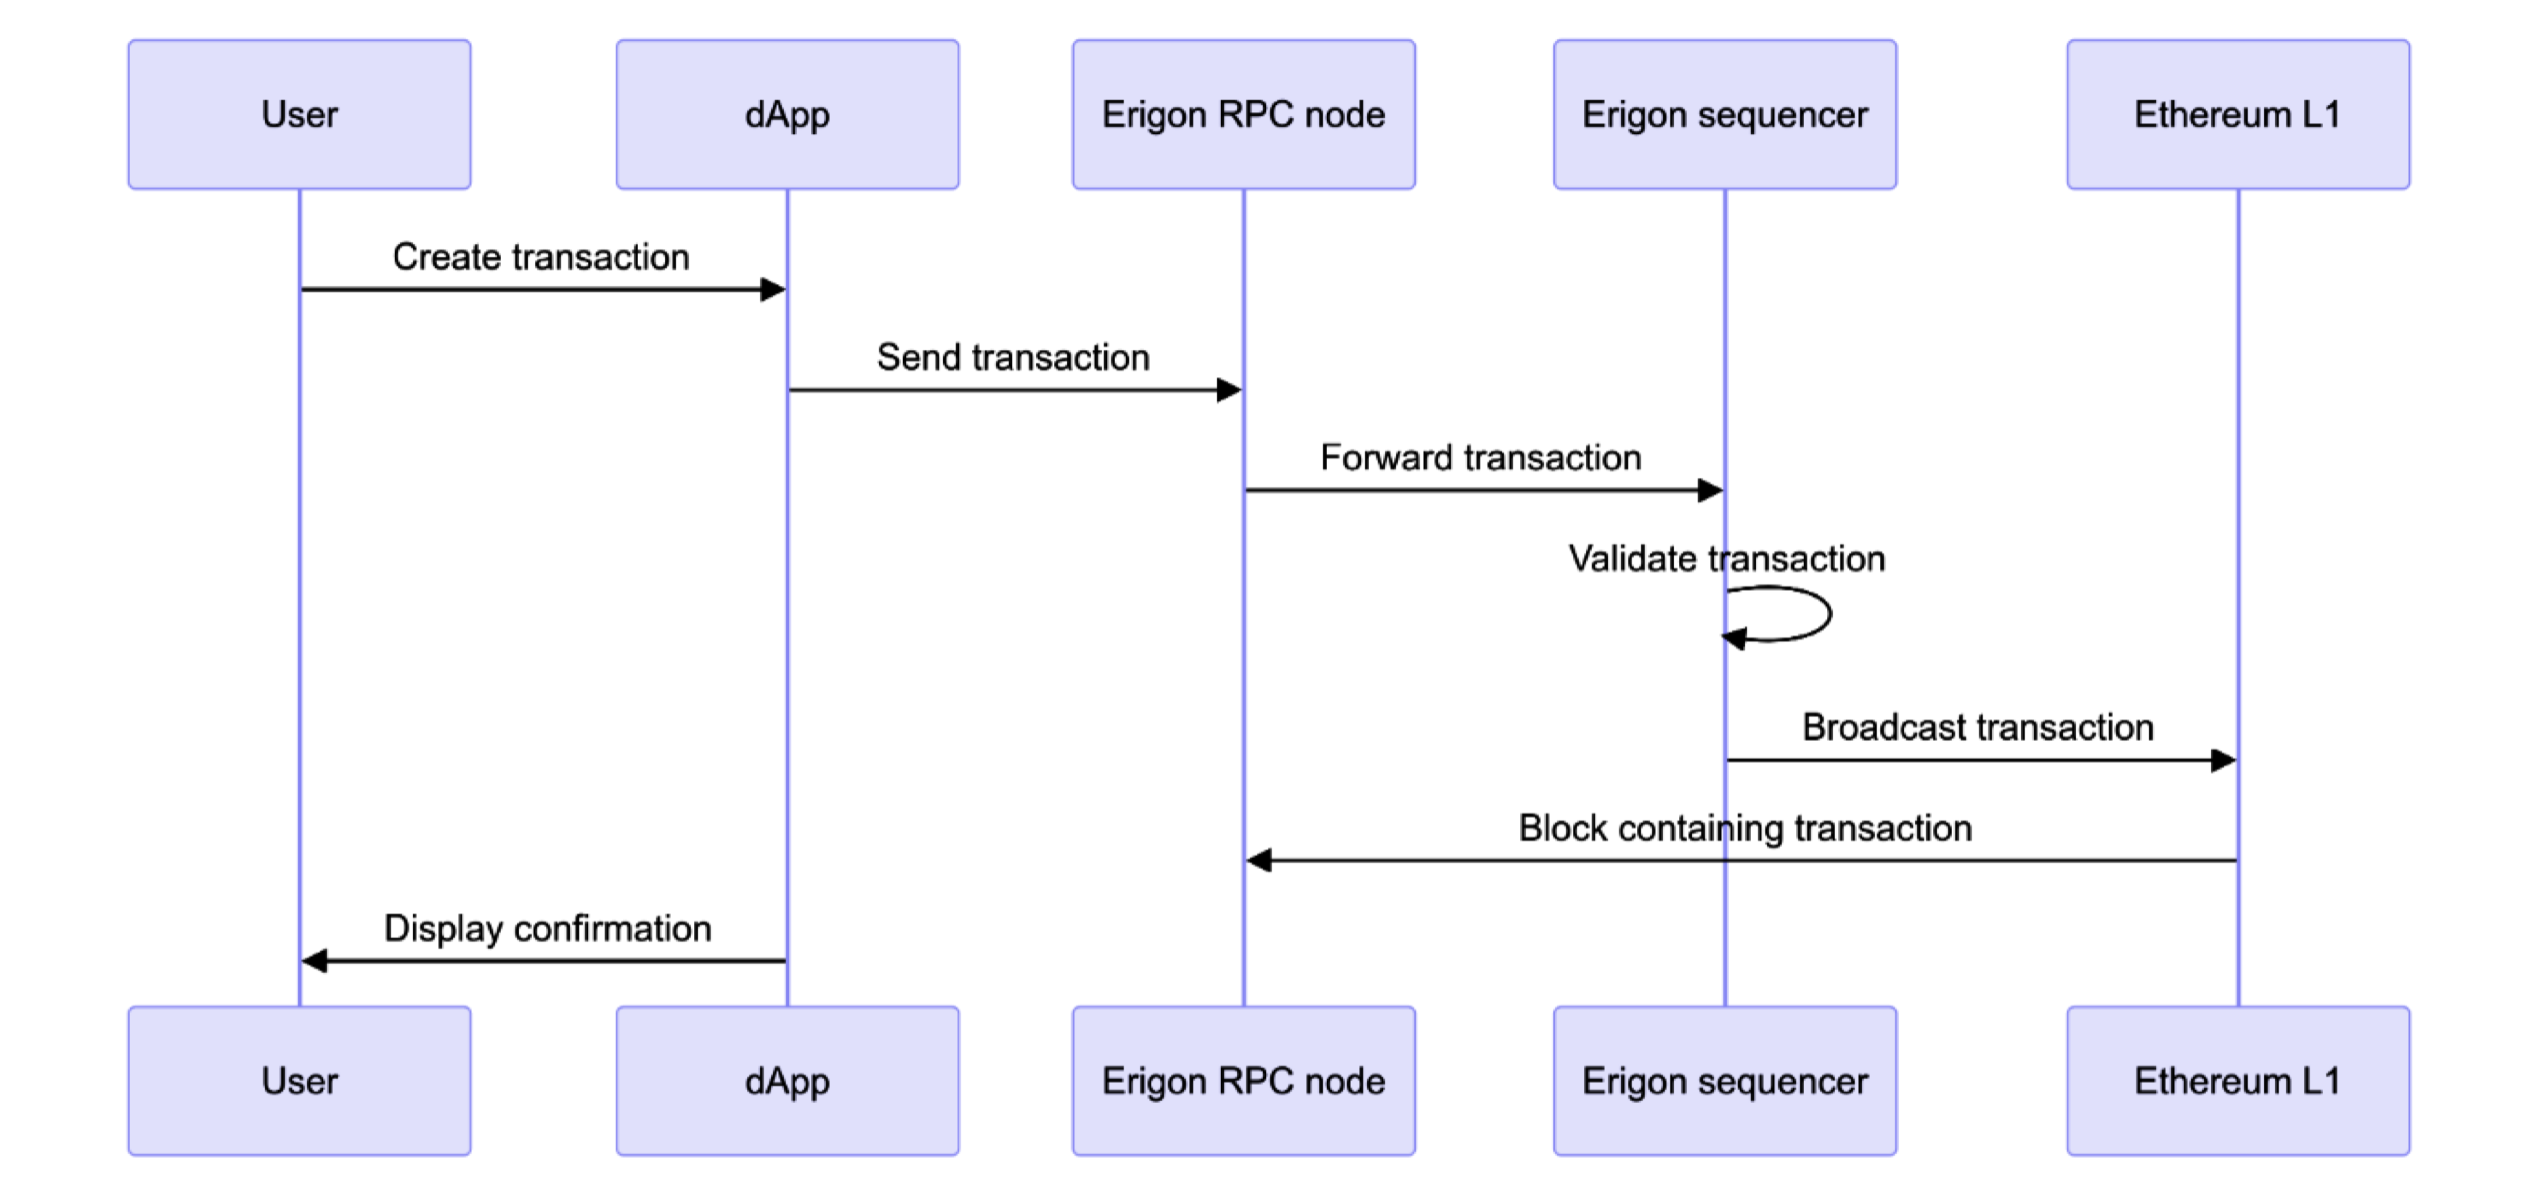 User
dApp
Erigon RPC node
Erigon sequencer
Ethereum L1
Create transaction
Send transaction
Forward transaction
Validate transaction
Broadcast transaction
Block containing transaction
Display confirmation
User
dApp
Erigon RPC node
Erigon sequencer
Ethereum L1